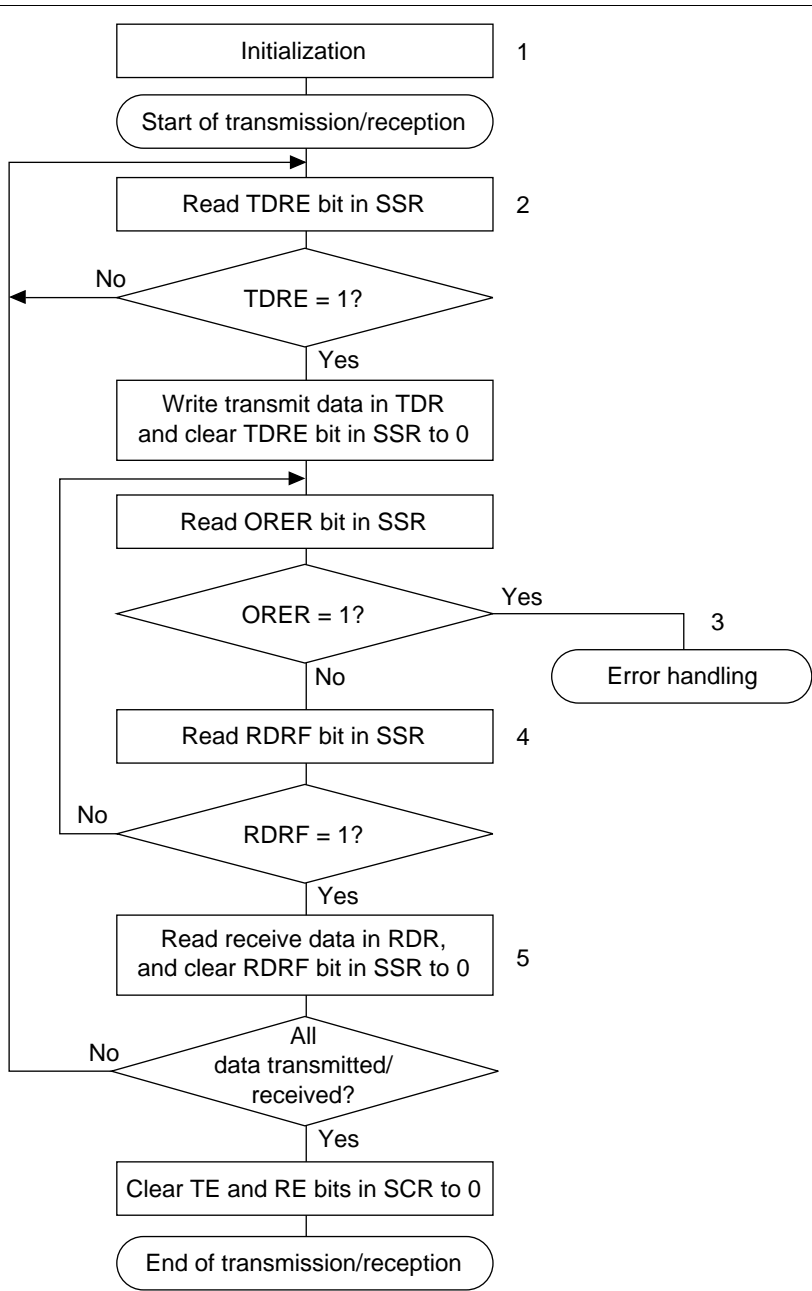 Initialization
1
Start of transmission/reception
Read TDRE bit in SSR
2
No
TDRE = 1?
Yes
Write transmit data in TDR
and clear TDRE bit in SSR to 0
Read ORER bit in SSR
Yes
ORER = 1?
3
No
Error handling
Read RDRF bit in SSR
4
No
RDRF = 1?
Yes
Read receive data in RDR,
and clear RDRF bit in SSR to 0
5
All
No
data transmitted/
received?
Yes
Clear TE and RE bits in SCR to 0
End of transmission/reception